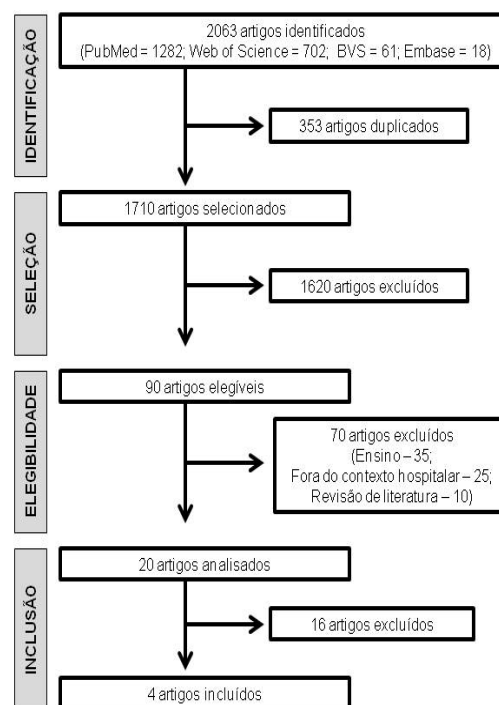 IDENTIFICAÇÃO
2063 artigos identificados
(PubMed = 1282; Web of Science = 702; BVS = 61; Embase = 18)
353 artigos duplicados
SELEÇÃO
1710 artigos selecionados
1620 artigos excluídos
ELEGIBILIDADE
90 artigos elegíveis
70 artigos excluídos
(Ensino – 35;
Fora do contexto hospitalar – 25;
Revisão de literatura – 10)
INCLUSÃO
20 artigos analisados
16 artigos excluídos
4 artigos incluídos